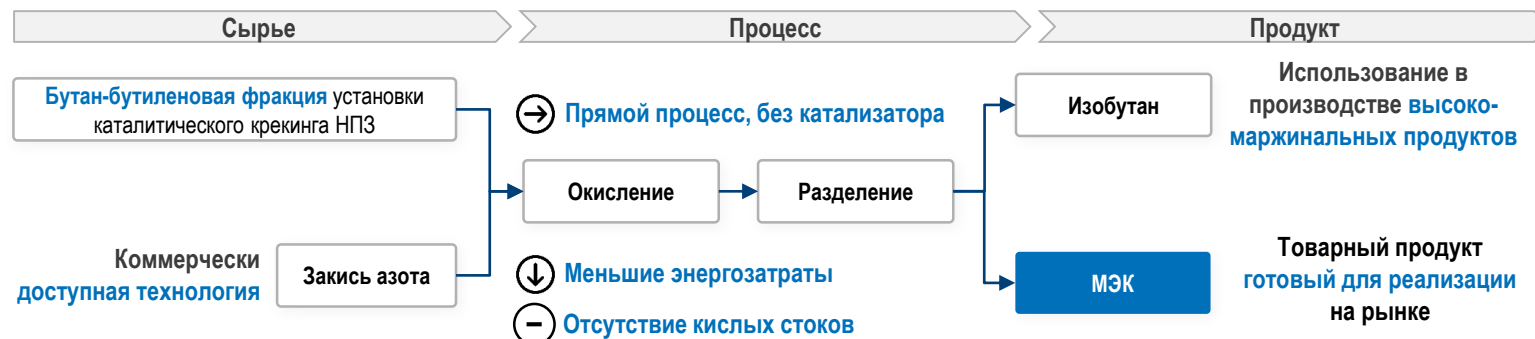 Сырье
Процесс
Продукт
Бутан-бутиленовая фракция установки
каталитического крекинга НПЗ
Коммерчески
доступная технология
Закись азота
Прямой процесс, без катализатора
Окисление
Разделение
Меньшие энергозатраты
Отсутствие кислых стоков
Изобутан
Использование в
производстве высоко-
маржинальных продуктов
МЭК
Товарный продукт
готовый для реализации
на рынке